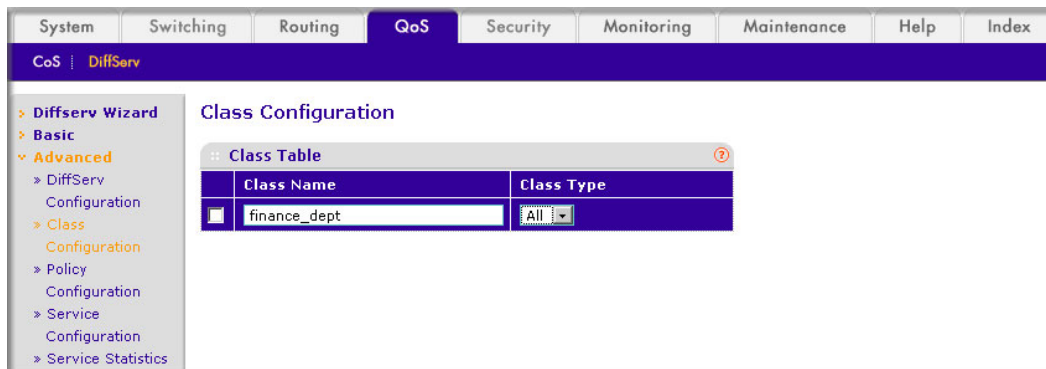 System Switching Routing QoS Security Monitoring Maintenance Help Index
CoS | DiffServ
Diffserv Wizard
Basic
Advanced
» DiffServ
Configuration
» Class
Configuration
» Policy
Configuration
» Service
Configuration
» Service Statistics
Class Configuration
Class Table ?
Class Name Class Type
finance_dept All